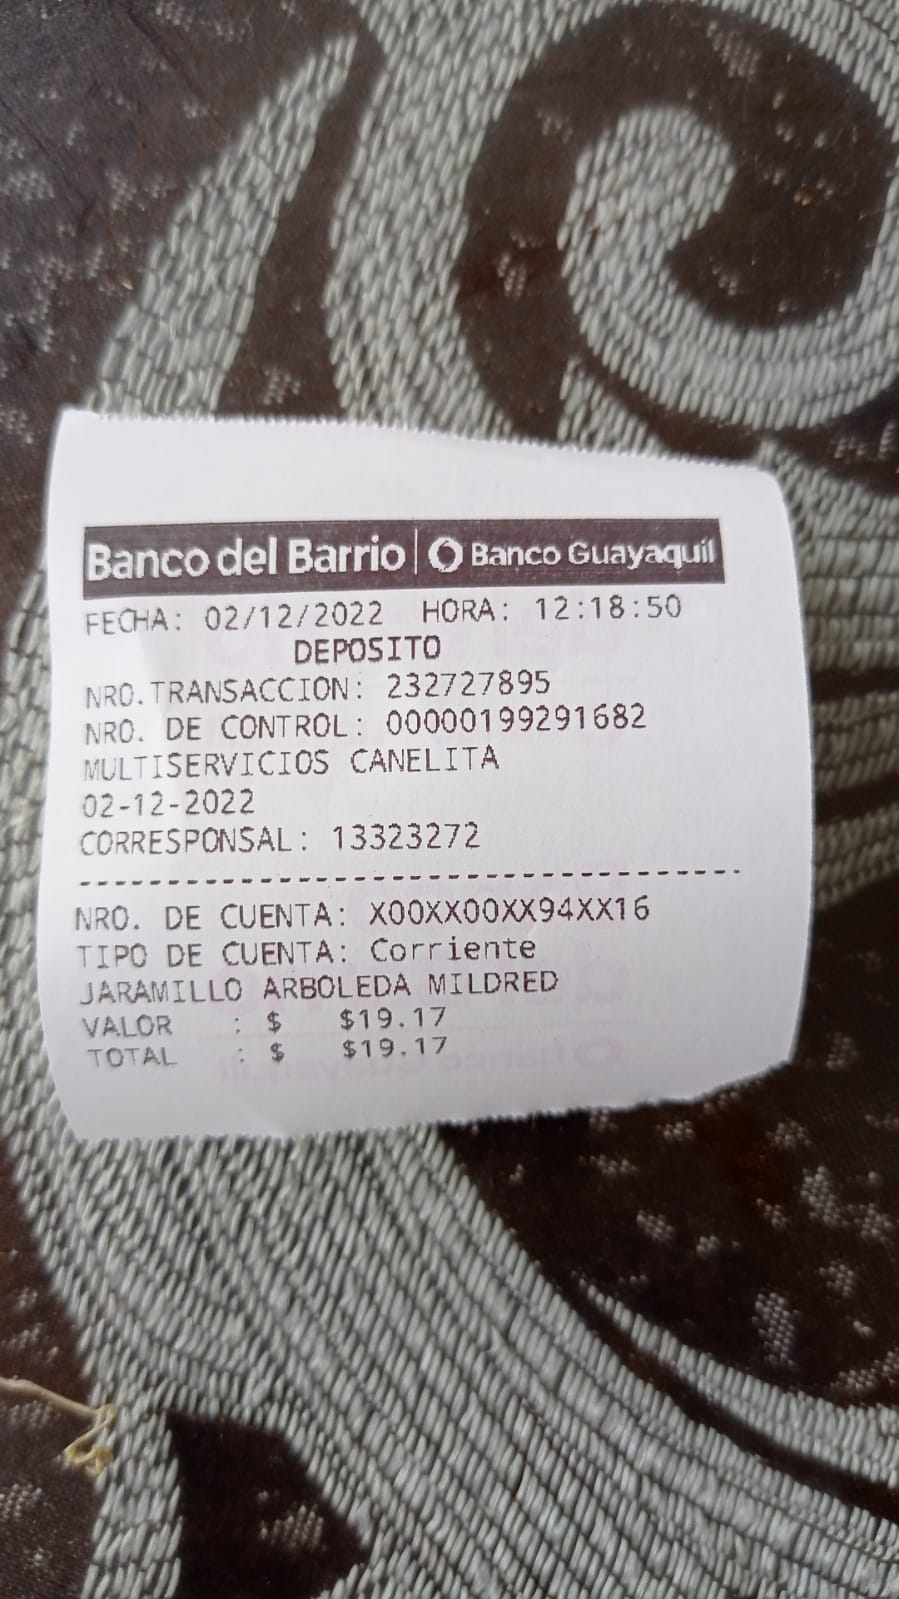 Banco del Barrio | Banco Guayaquil
FECHA: 02/12/2022 HORA: 12:18:50
DEPOSITO
NRO.TRANSACCION: 232727895
NRO. DE CONTROL: 00000199291682
MULTISERVICIOS CANELITA
02-12-2022
CORRESPONSAL: 13323272
--------------------------------------
NRO. DE CUENTA: X00XX00XX94XX16
TIPO DE CUENTA: Corriente
JARAMILLO ARBOLEDA MILDRED
VALOR : $ $19.17
TOTAL : $ $19.17